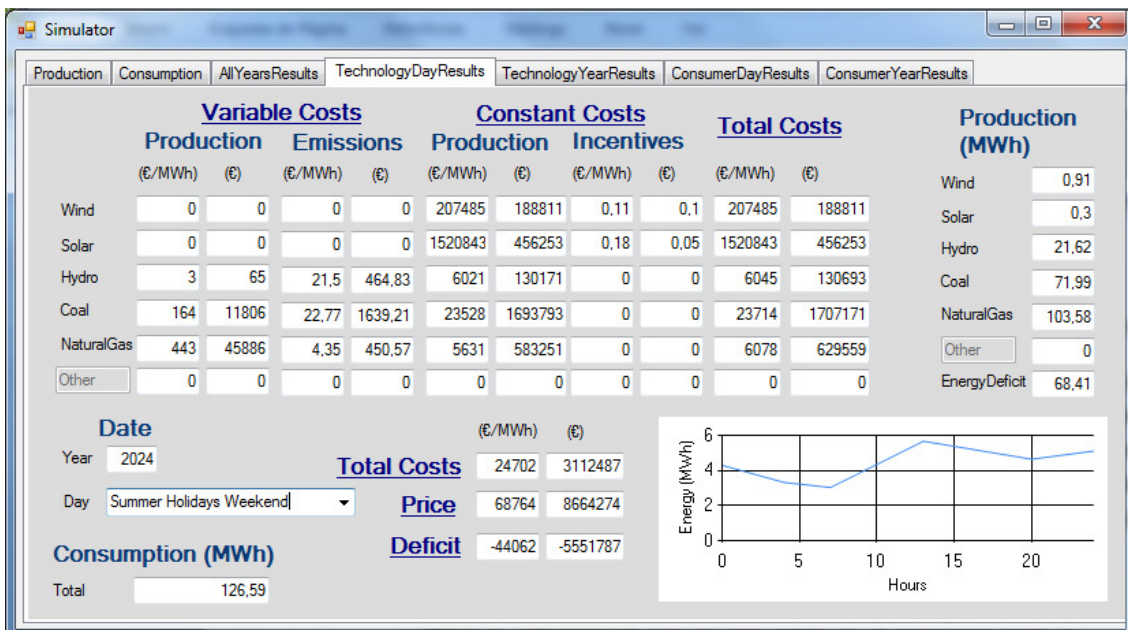 Simulator
Production Consumption AllYearsResults TechnologyDayResults TechnologyYearResults ConsumerDayResults ConsumerYearResults
Variable Costs Constant Costs Total Costs Production (MWh)
Production Emissions Production Incentives
(€/MWh) (€) (€/MWh) (€) (€/MWh) (€) (€/MWh) (€) (€/MWh) (€)
Wind 0 0 0 0 207485 188811 0,11 0,1 207485 188811 Wind 0,91
Solar 0 0 0 0 1520843 456253 0,18 0,05 1520843 456253 Solar 0,3
Hydro 3 65 21,5 464,83 6021 130171 0 0 6045 130693 Hydro 21,62
Coal 164 11806 22,77 1639,21 23528 1693793 0 0 23714 1707171 Coal 71,99
NaturalGas 443 45886 4,35 450,57 5631 583251 0 0 6078 629559 NaturalGas 103,58
Other 0 0 0 0 0 0 0 0 0 0 Other 0
EnergyDeficit 68,41
Date
Year 2024
Day Summer Holidays Weekend
Consumption (MWh)
Total 126,59
(€/MWh) (€)
Total Costs 24702 3112487
Price 68764 8664274
Deficit -44062 -5551787
Energy (MWh)
6
4
2
0
0 5 10 15 20
Hours